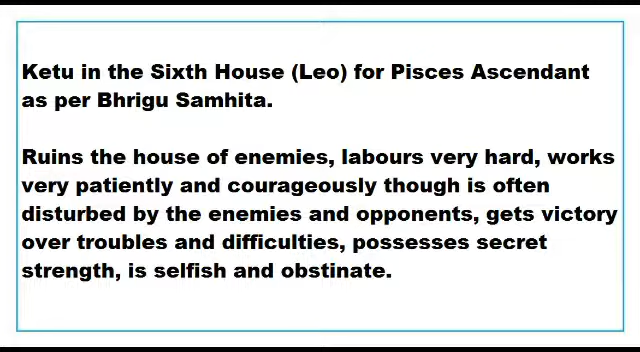 Ketu in the Sixth House (Leo) for Pisces Ascendant
as per Bhrigu Samhita.
Ruins the house of enemies, labours very hard, works
very patiently and courageously though is often
disturbed by the enemies and opponents, gets victory
over troubles and difficulties, possesses secret
strength, is selfish and obstinate.